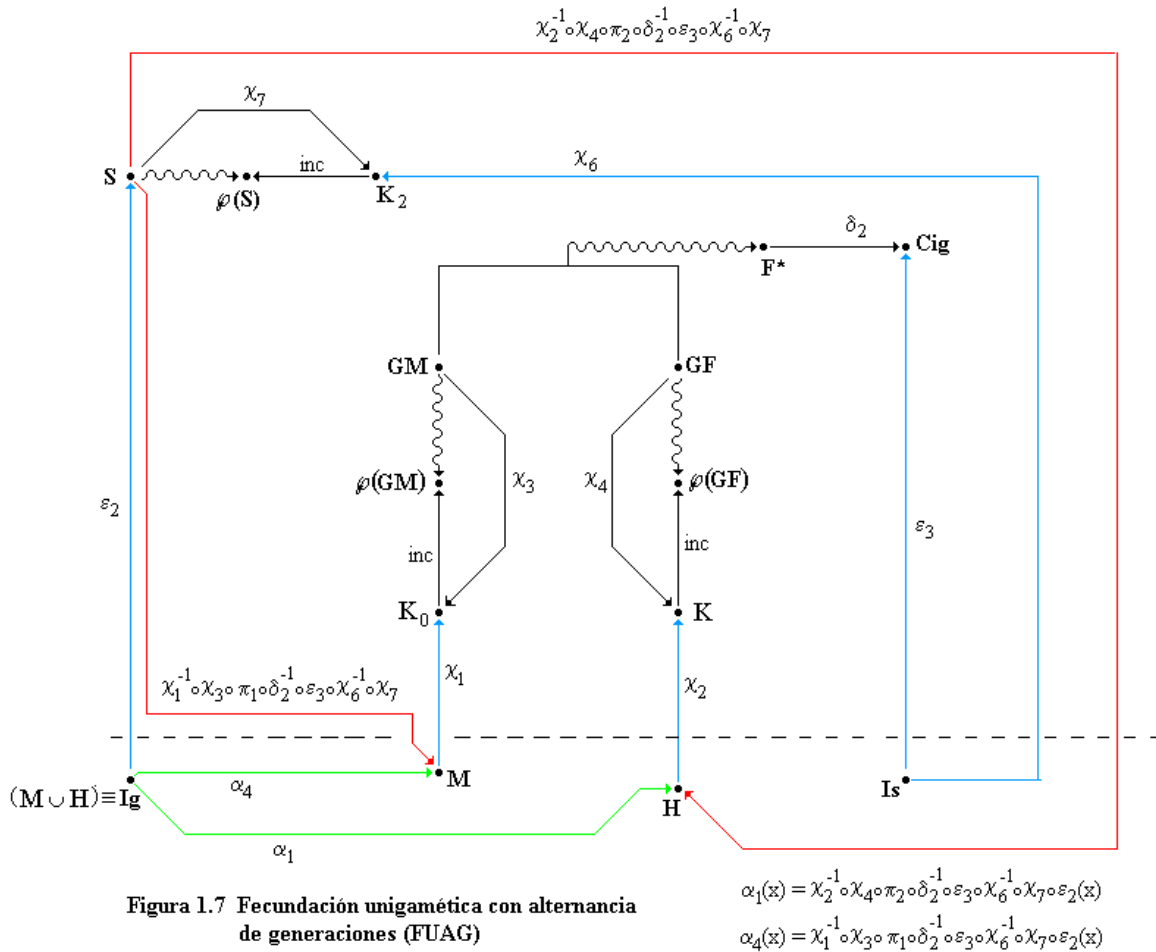 χ₂⁻¹∘χ₄∘π₂∘δ₂⁻¹∘ε₃∘χ₆⁻¹∘χ₇
χ₇
S
inc
χ₆
℘(S)
K₂
δ₂
F*
Cig
GM
GF
℘(GM)
χ₃
χ₄
℘(GF)
ε₂
inc
inc
ε₃
K₀
K
χ₁⁻¹∘χ₃∘π₁∘δ₂⁻¹∘ε₃∘χ₆⁻¹∘χ₇
χ₁
χ₂
(M ∪ H)≡Ig
α₄
M
H
Is
α₁
α₁(x) = χ₂⁻¹∘χ₄∘π₂∘δ₂⁻¹∘ε₃∘χ₆⁻¹∘χ₇∘ε₂(x)
Figura 1.7 Fecundación unigamética con alternancia
de generaciones (FUAG)
α₄(x) = χ₁⁻¹∘χ₃∘π₁∘δ₂⁻¹∘ε₃∘χ₆⁻¹∘χ₇∘ε₂(x)